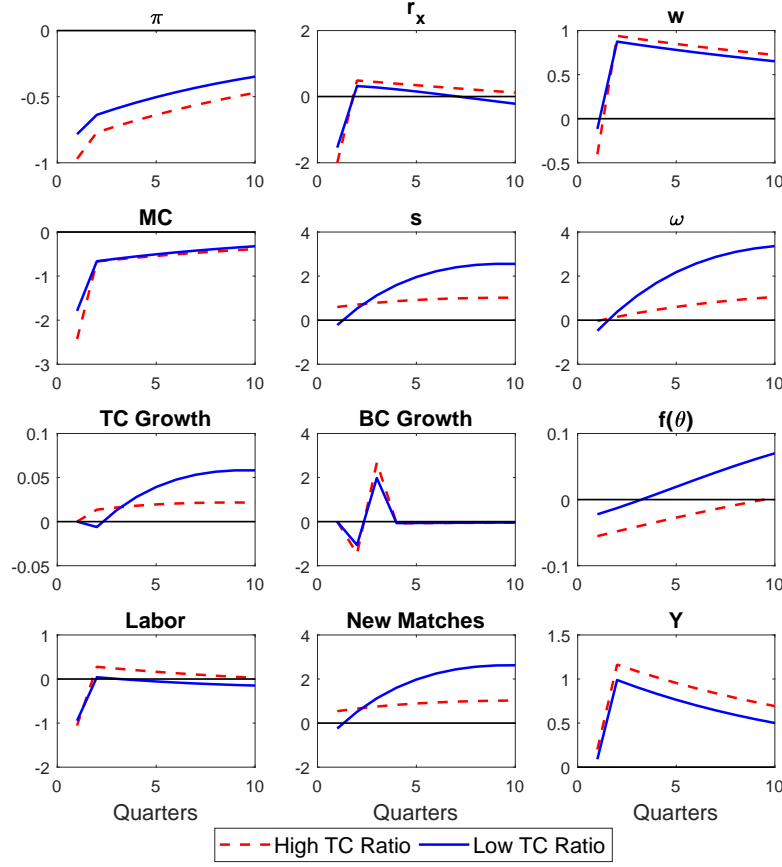 π r_x w
0 2 1
-0.5 0 0.5
0
-1 -2 -0.5
0 5 10 0 5 10 0 5 10
MC s ω
0 4 4
-1 2 2
-2 0 0
-3 -2 -2
0 5 10 0 5 10 0 5 10
TC Growth BC Growth f(θ)
0.1 4 0.1
0.05 2
0
0 0
-0.05 -2 -0.1
0 5 10 0 5 10 0 5 10
Labor New Matches Y
1 4 1.5
0 2 1
-1 0 0.5
-2 -2 0
0 5 10 0 5 10 0 5 10
Quarters Quarters Quarters
High TC Ratio Low TC Ratio